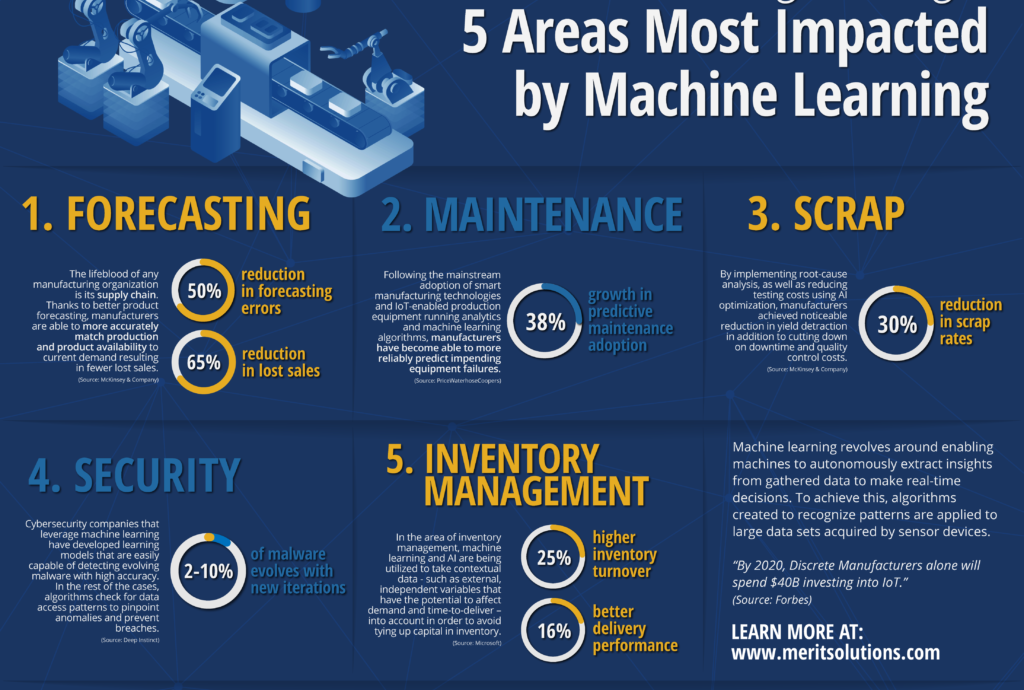 5 Areas Most Impacted
by Machine Learning
1. FORECASTING
The lifeblood of any
manufacturing organization
is its supply chain.
Thanks to better product
forecasting, manufacturers
are able to more accurately
match production
and product availability to
current demand resulting
in fewer lost sales.
(Source: McKinsey & Company)
50%
reduction
in forecasting
errors
65%
reduction
in lost sales
2. MAINTENANCE
Following the mainstream
adoption of smart
manufacturing technologies
and IoT-enabled production
equipment running analytics
and machine learning
algorithms, manufacturers
have become able to more
reliably predict impending
equipment failures.
(Source: PriceWaterhouseCoopers)
38%
growth in
predictive
maintenance
adoption
3. SCRAP
By implementing root-cause
analysis, as well as reducing
testing costs using AI
optimization, manufacturers
achieved noticeable
reduction in yield detraction
in addition to cutting down
on downtime and quality
control costs.
(Source: McKinsey & Company)
30%
reduction
in scrap
rates
4. SECURITY
Cybersecurity companies that
leverage machine learning
have developed learning
models that are easily
capable of detecting evolving
malware with high accuracy.
In the rest of the cases,
algorithms check for data
access patterns to pinpoint
anomalies and prevent
breaches.
(Source: Deep Instinct)
2-10%
of malware
evolves with
new iterations
5. INVENTORY
MANAGEMENT
In the area of inventory
management, machine
learning and AI are being
utilized to take contextual
data - such as external,
independent variables that
have the potential to affect
demand and time-to-deliver –
into account in order to avoid
tying up capital in inventory.
(Source: Microsoft)
25%
higher
inventory
turnover
16%
better
delivery
performance
Machine learning revolves around enabling
machines to autonomously extract insights
from gathered data to make real-time
decisions. To achieve this, algorithms
created to recognize patterns are applied to
large data sets acquired by sensor devices.
“By 2020, Discrete Manufacturers alone will
spend $40B investing into IoT.”
(Source: Forbes)
LEARN MORE AT:
www.meritsolutions.com